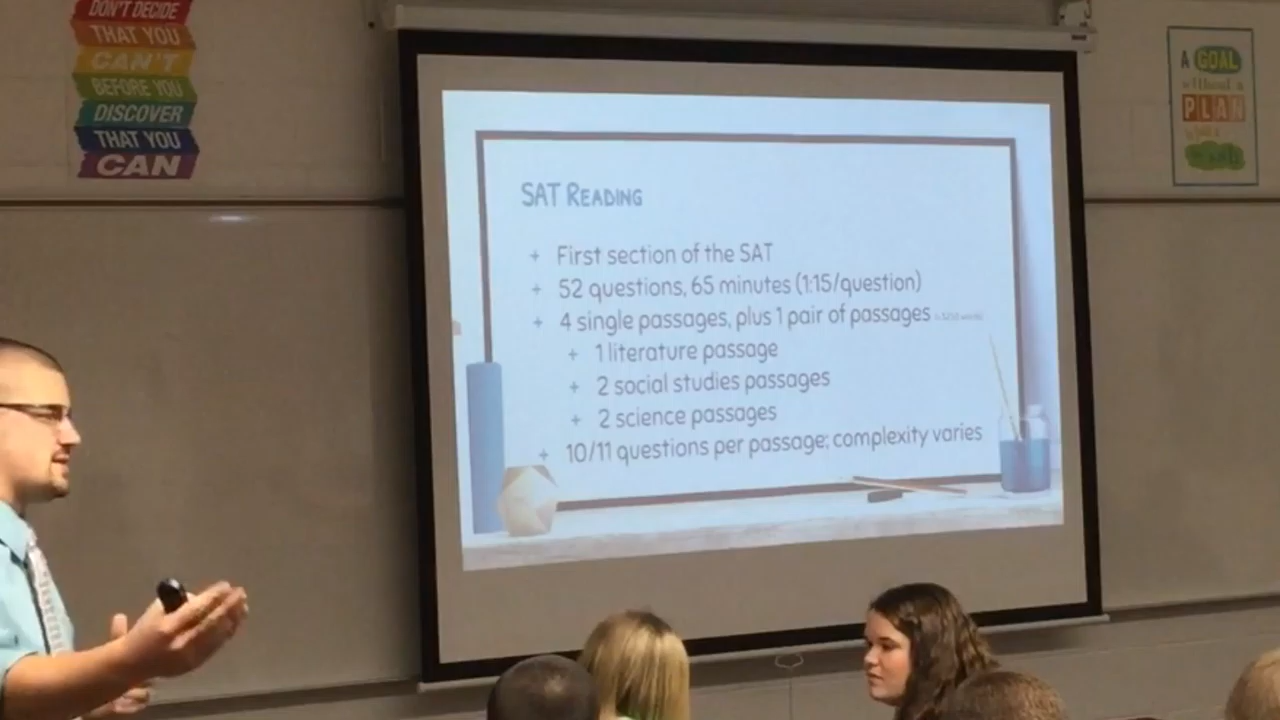 DON'T DECIDE
THAT YOU
CAN'T
BEFORE YOU
DISCOVER
THAT YOU
CAN
A GOAL
without a
PLAN
SAT READING
+ First section of the SAT
+ 52 questions, 65 minutes (1:15/question)
+ 4 single passages, plus 1 pair of passages
+ 1 literature passage
+ 2 social studies passages
+ 2 science passages
+ 10/11 questions per passage; complexity varies